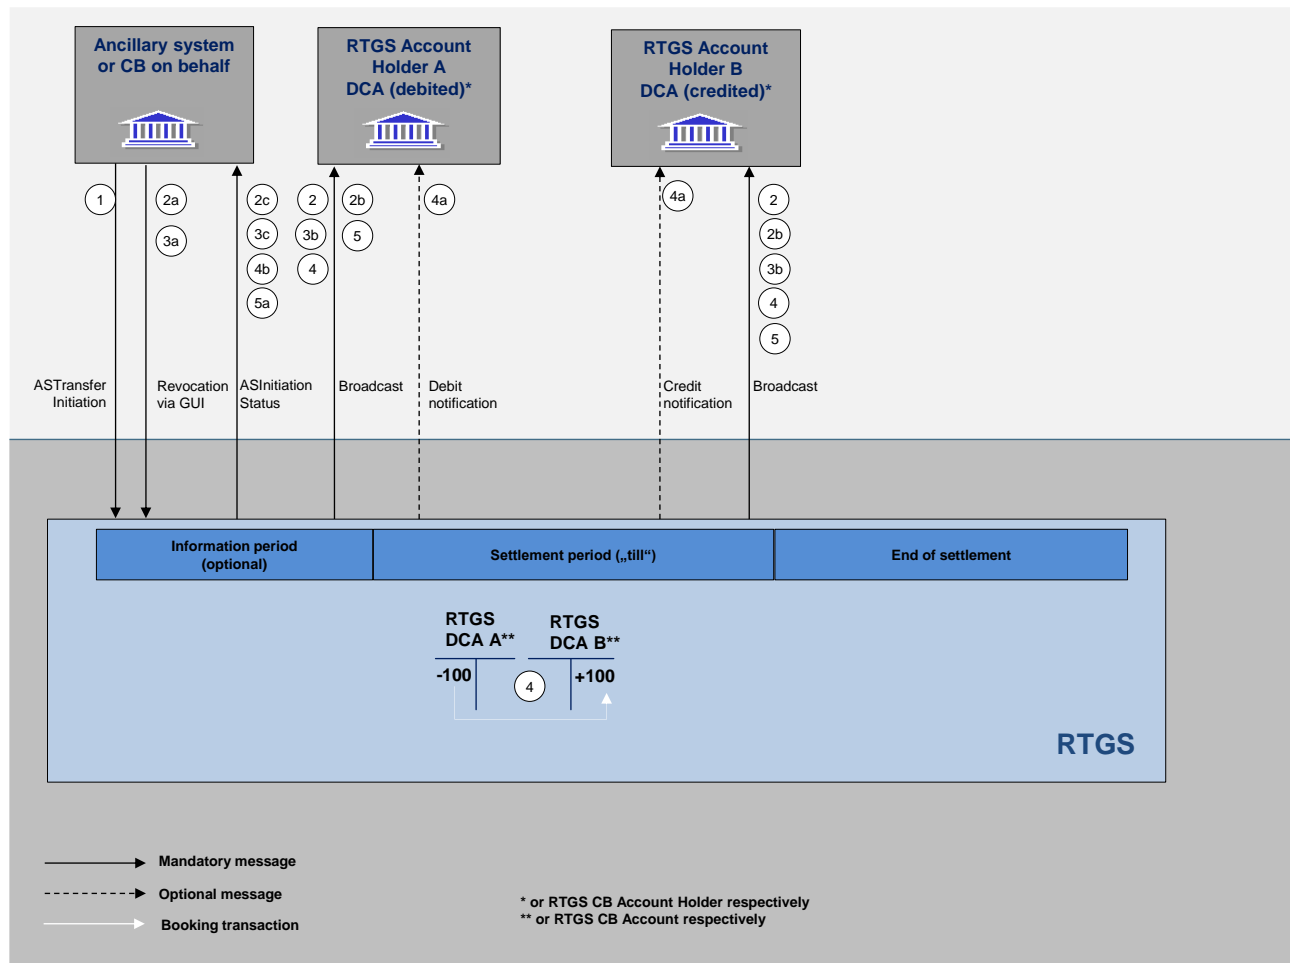 Ancillary system
or CB on behalf
RTGS Account
Holder A
DCA (debited)*
RTGS Account
Holder B
DCA (credited)*
1
2a
3a
2c
3c
4b
5a
2
3b
4
2b
5
4a
4a
2
2b
3b
4
5
ASTransfer
Initiation
Revocation
via GUI
ASInitiation
Status
Broadcast
Debit
notification
Credit
notification
Broadcast
Information period
(optional)
Settlement period („till“)
End of settlement
RTGS
DCA A**
RTGS
DCA B**
-100
4
+100
RTGS
Mandatory message
Optional message
Booking transaction
* or RTGS CB Account Holder respectively
** or RTGS CB Account respectively